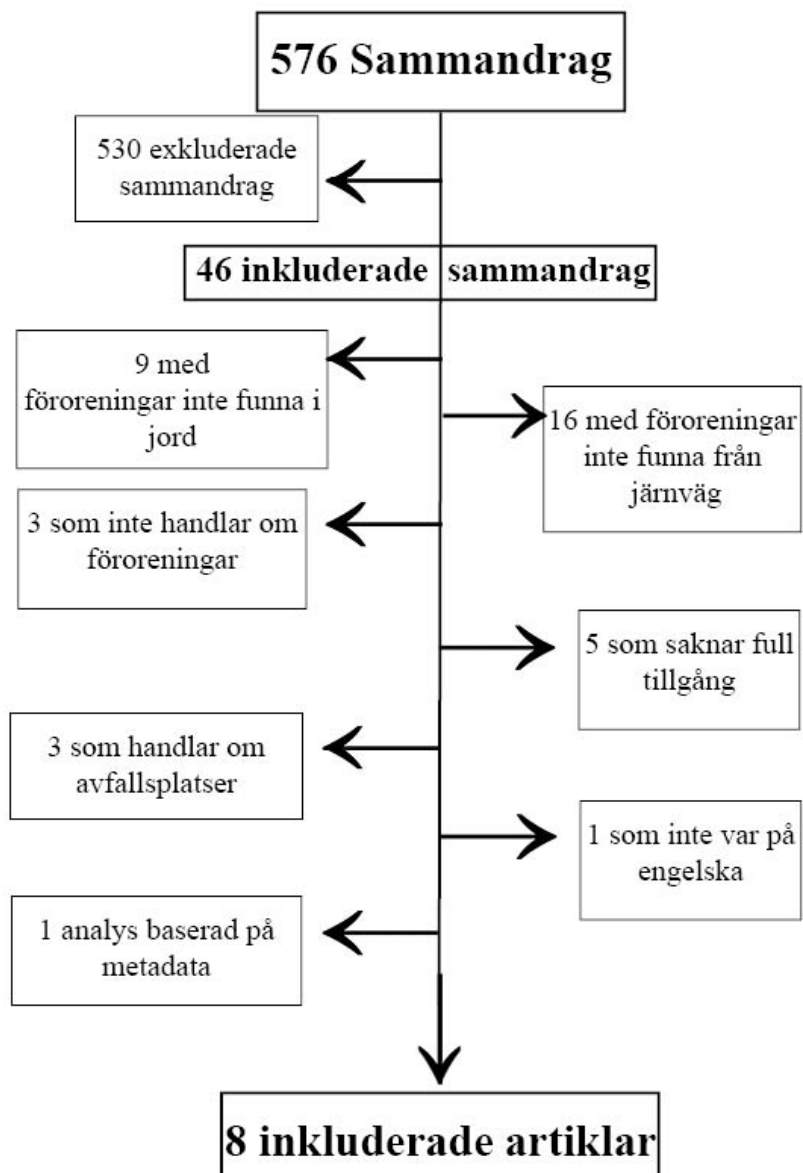 576 Sammandrag
530 exkluderade
sammandrag
46 inkluderade sammandrag
9 med
föroreningar inte funna i
jord
16 med föroreningar
inte funna från
järnväg
3 som inte handlar om
föroreningar
5 som saknar full
tillgång
3 som handlar om
avfallsplatser
1 som inte var på
engelska
1 analys baserad på
metadata
8 inkluderade artiklar